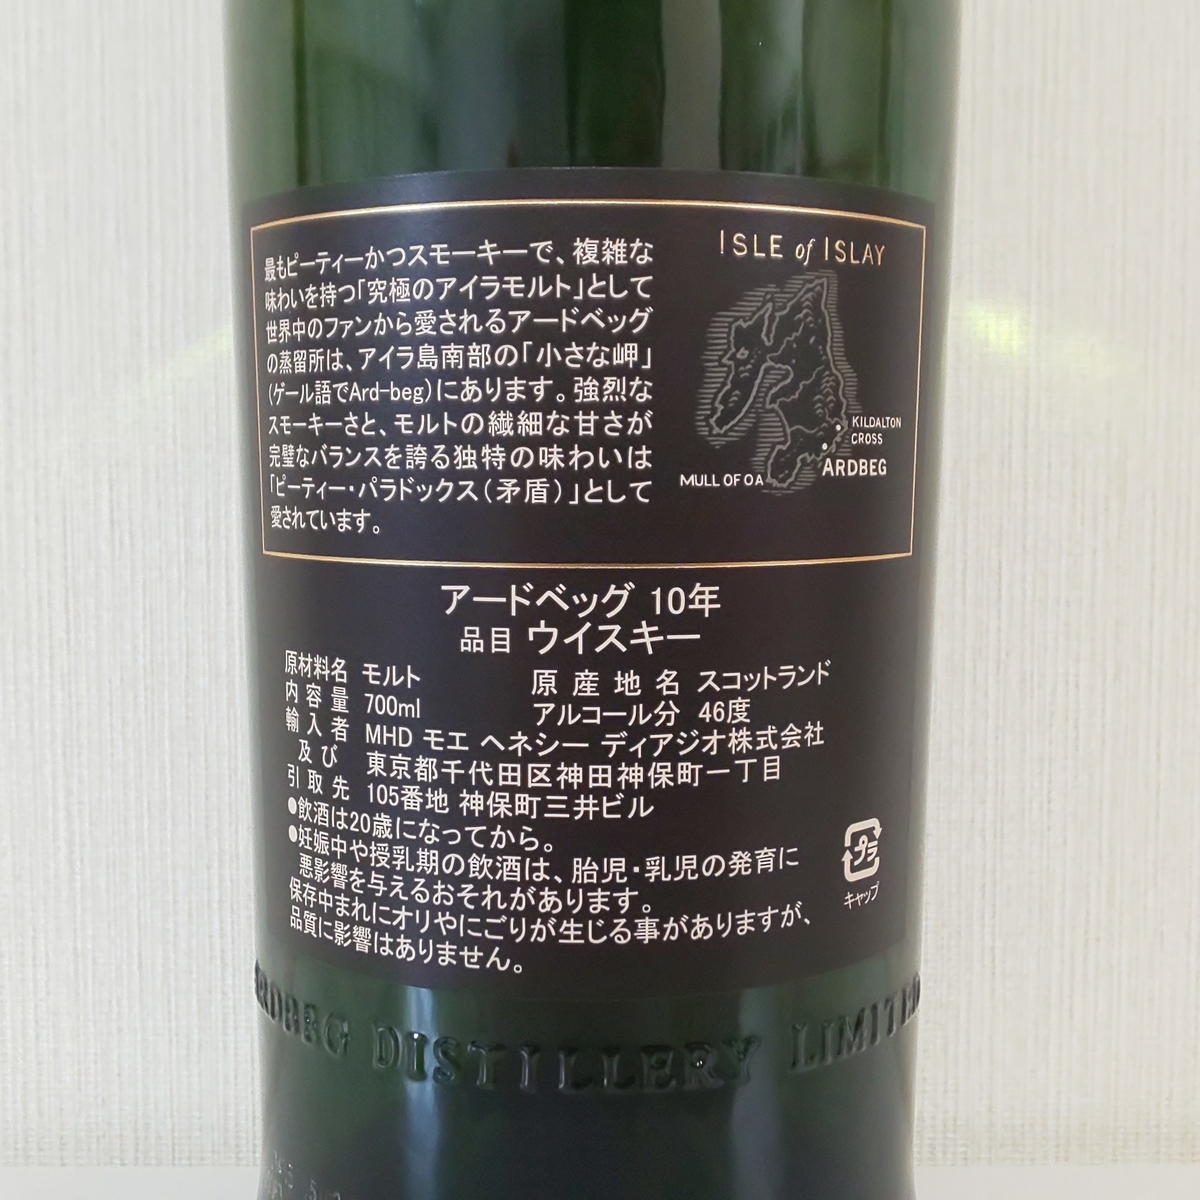 最もピーティーかつスモーキーで、複雑な
味わいを持つ「究極のアイラモルト」として
世界中のファンから愛されるアードベッグ
の蒸留所は、アイラ島南部の「小さな岬」
(ゲール語でArd-beg)にあります。強烈な
スモーキーさと、モルトの繊細な甘さが
完璧なバランスを誇る独特の味わいは
「ピーティー・パラドックス(矛盾)」として
愛されています。
ISLE of ISLAY
KILDALTON
CROSS
ARDBEG
MULL OF OA
アードベッグ 10年
品目 ウイスキー
原材料名 モルト 原産地名 スコットランド
内容量 700ml アルコール分 46度
輸入者 MHD モエ ヘネシー ディアジオ株式会社
及び 東京都千代田区神田神保町一丁目
引取先 105番地 神保町三井ビル
●飲酒は20歳になってから。
●妊娠中や授乳期の飲酒は、胎児・乳児の発育に
悪影響を与えるおそれがあります。
保存中まれにオリやにごりが生じる事がありますが、
品質に影響はありません。
プラ
キャップ
ARDBEG DISTILLERY LIMITED